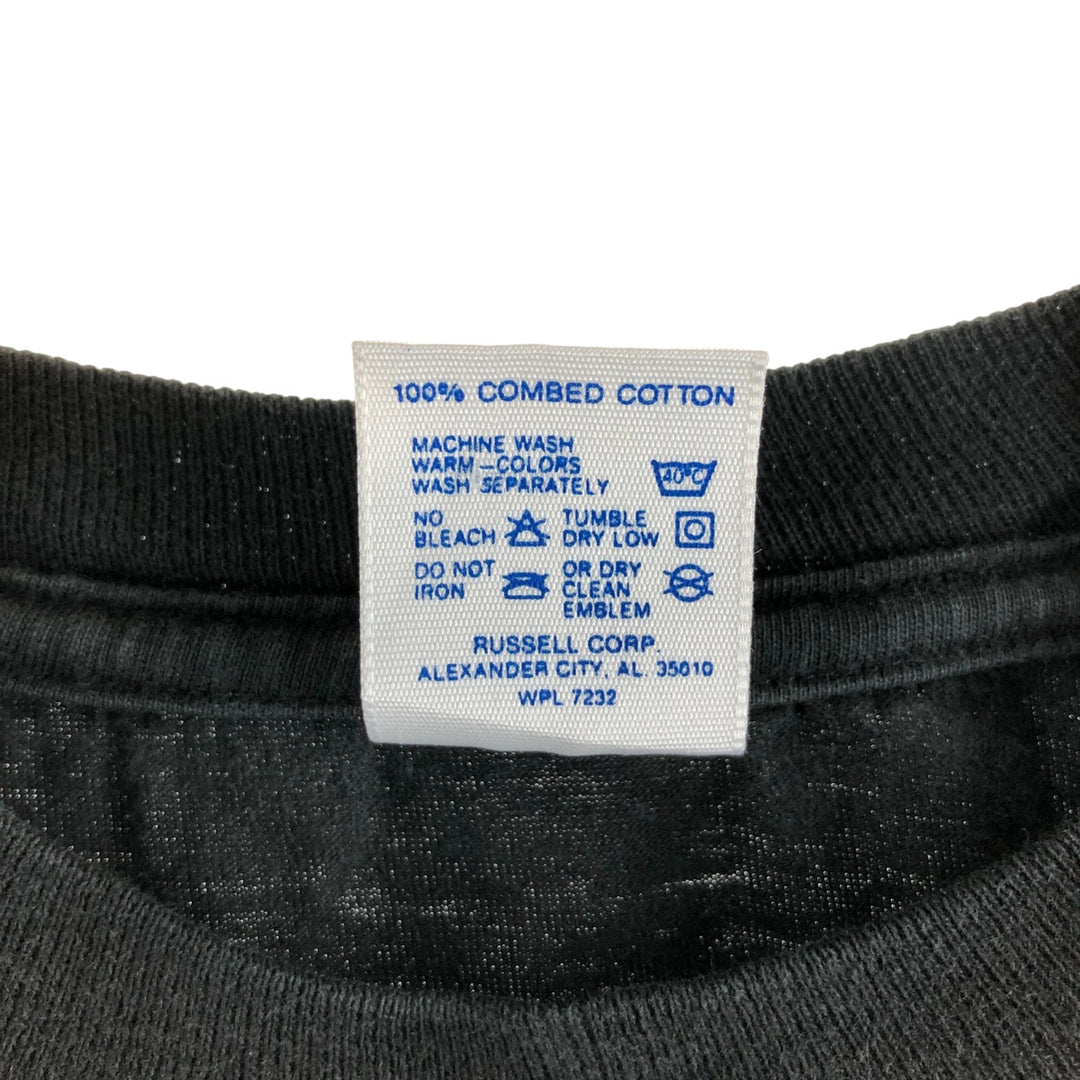 100% COMBED COTTON
MACHINE WASH
WARM-COLORS
WASH SEPARATELY
40°C
NO
BLEACH
TUMBLE
DRY LOW
DO NOT
IRON
OR DRY
CLEAN
EMBLEM
RUSSELL CORP.
ALEXANDER CITY, AL. 35010
WPL 7232